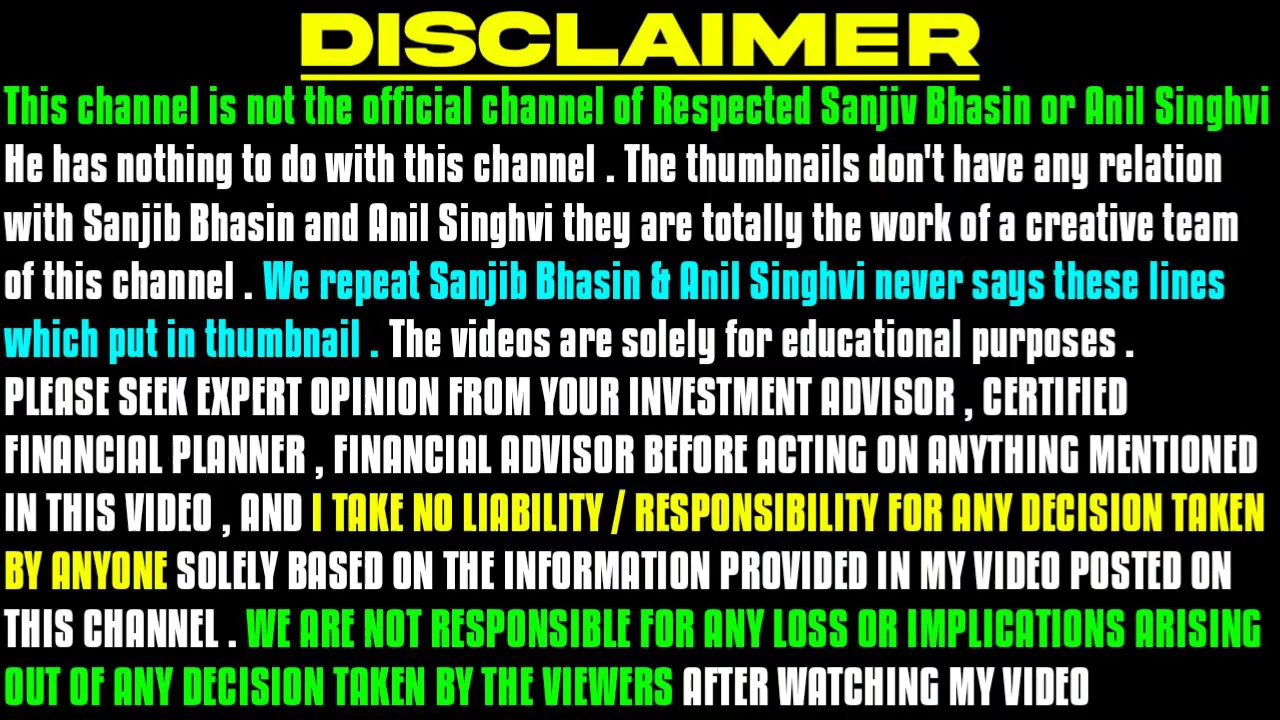 DISCLAIMER
This channel is not the official channel of Respected Sanjiv Bhasin or Anil Singhvi
He has nothing to do with this channel . The thumbnails don't have any relation
with Sanjib Bhasin and Anil Singhvi they are totally the work of a creative team
of this channel . We repeat Sanjib Bhasin & Anil Singhvi never says these lines
which put in thumbnail . The videos are solely for educational purposes .
PLEASE SEEK EXPERT OPINION FROM YOUR INVESTMENT ADVISOR , CERTIFIED
FINANCIAL PLANNER , FINANCIAL ADVISOR BEFORE ACTING ON ANYTHING MENTIONED
IN THIS VIDEO , AND I TAKE NO LIABILITY / RESPONSIBILITY FOR ANY DECISION TAKEN
BY ANYONE SOLELY BASED ON THE INFORMATION PROVIDED IN MY VIDEO POSTED ON
THIS CHANNEL . WE ARE NOT RESPONSIBLE FOR ANY LOSS OR IMPLICATIONS ARISING
OUT OF ANY DECISION TAKEN BY THE VIEWERS AFTER WATCHING MY VIDEO